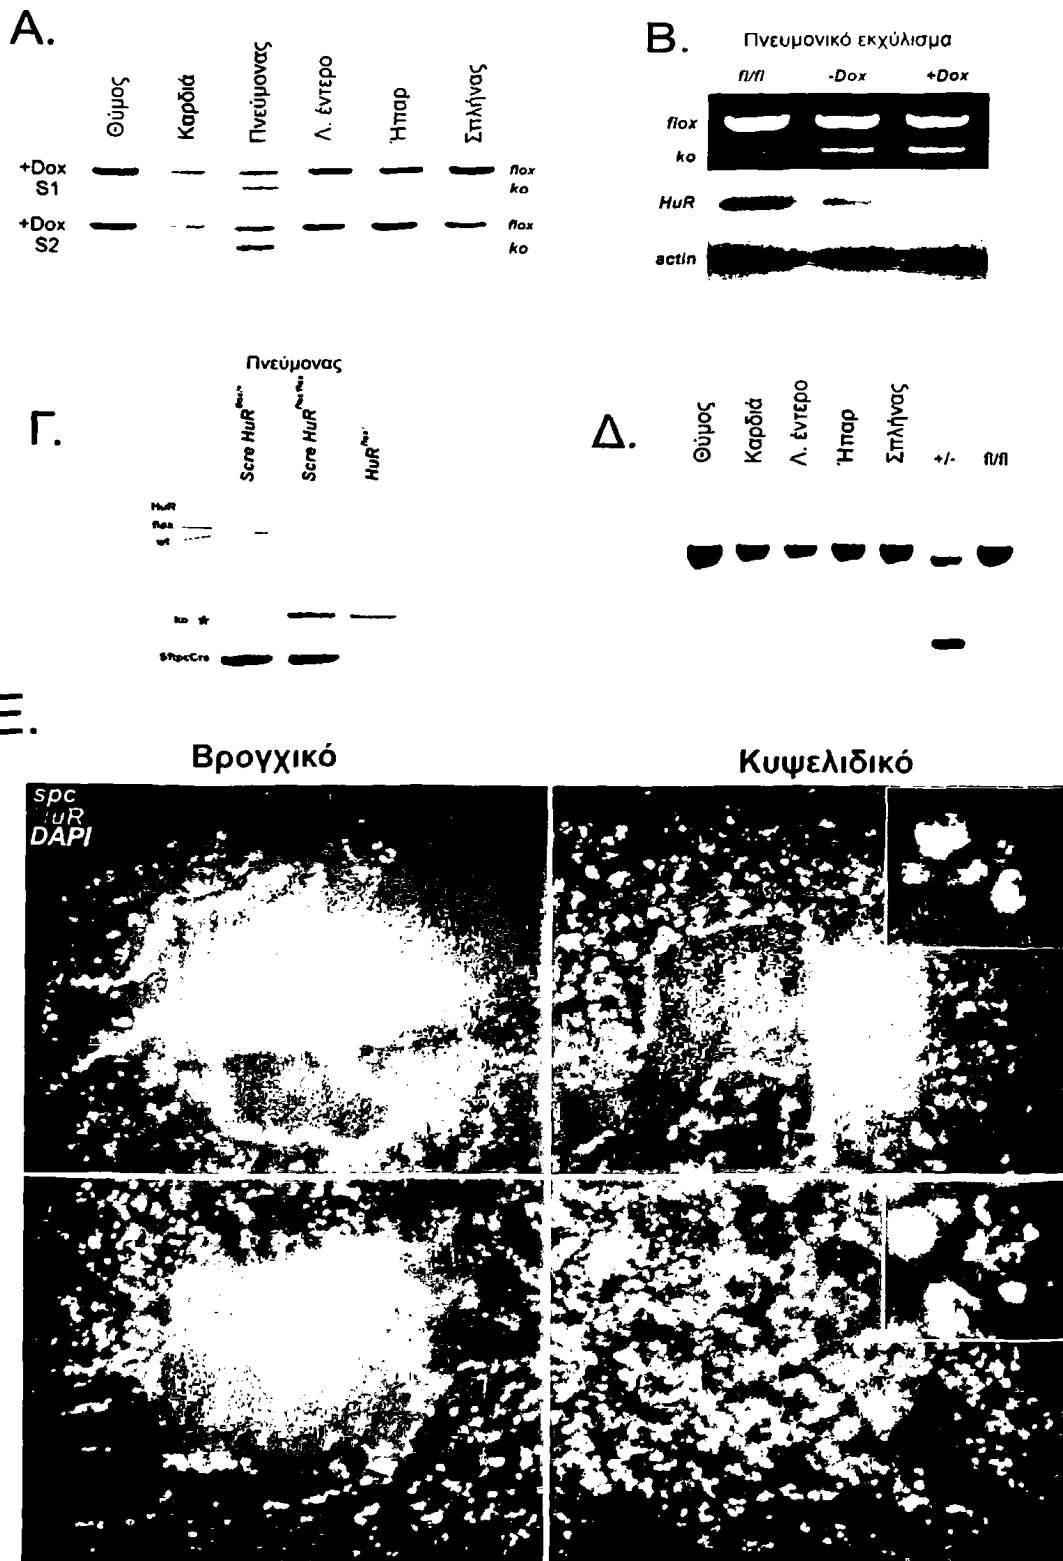 Α.
Θύμος Καρδιά Πνεύμονας Λ. έντερο Ήπαρ Σπλήνας
+Dox S1 flox ko
+Dox S2 flox ko
Β.
Πνευμονικό εκχύλισμα
fl/fl -Dox +Dox
flox
ko
HuR
actin
Γ.
Πνεύμονας
Scre HuR Scre HuR HuR
HuR
flox
wt
ko *
SftpcCre
Δ.
Θύμος Καρδιά Λ. έντερο Ήπαρ Σπλήνας +/- fl/fl
Ε.
Βρογχικό Κυψελιδικό
spc
HuR
DAPI